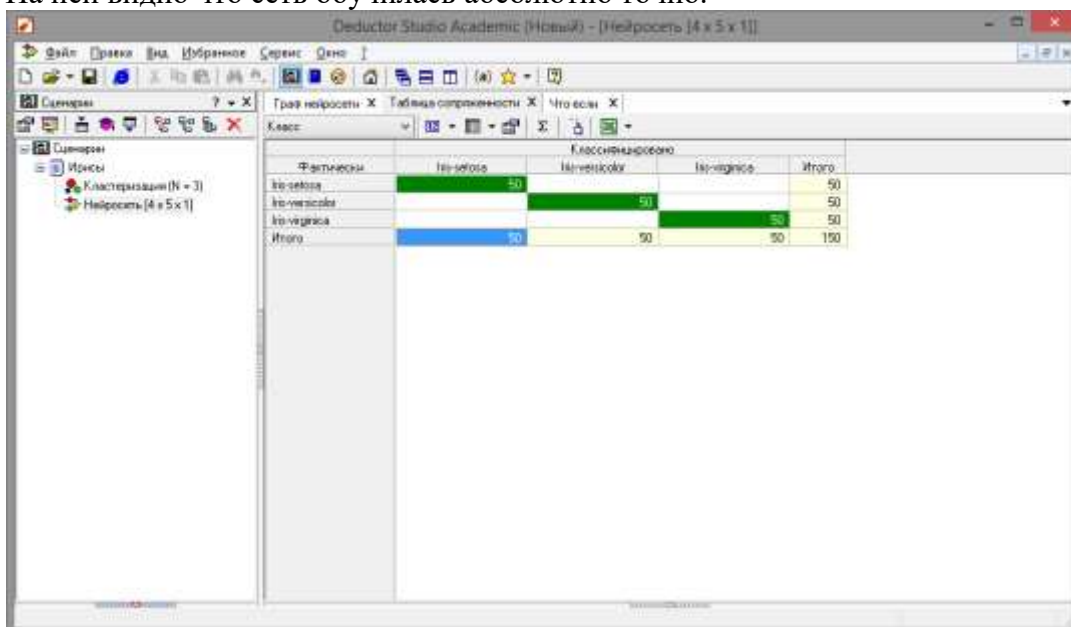 На ней видно что есть обучилась абсолютно точно.
Deductor Studio Academic (Новый) - [Нейросеть [4 x 5 x 1]]
Файл Правка Вид Избранное Сервис Окно ?
Сценарии
Граф нейросети Таблица сопряженности Что если
Класс
Сценарии
Ирисы
Кластеризация (N = 3)
Нейросеть [4 x 5 x 1]
Классифицировано
Фактически Iris-setosa Iris-versicolor Iris-virginica Итого
Iris-setosa 50 50
Iris-versicolor 50 50
Iris-virginica 50 50
Итого 50 50 50 150